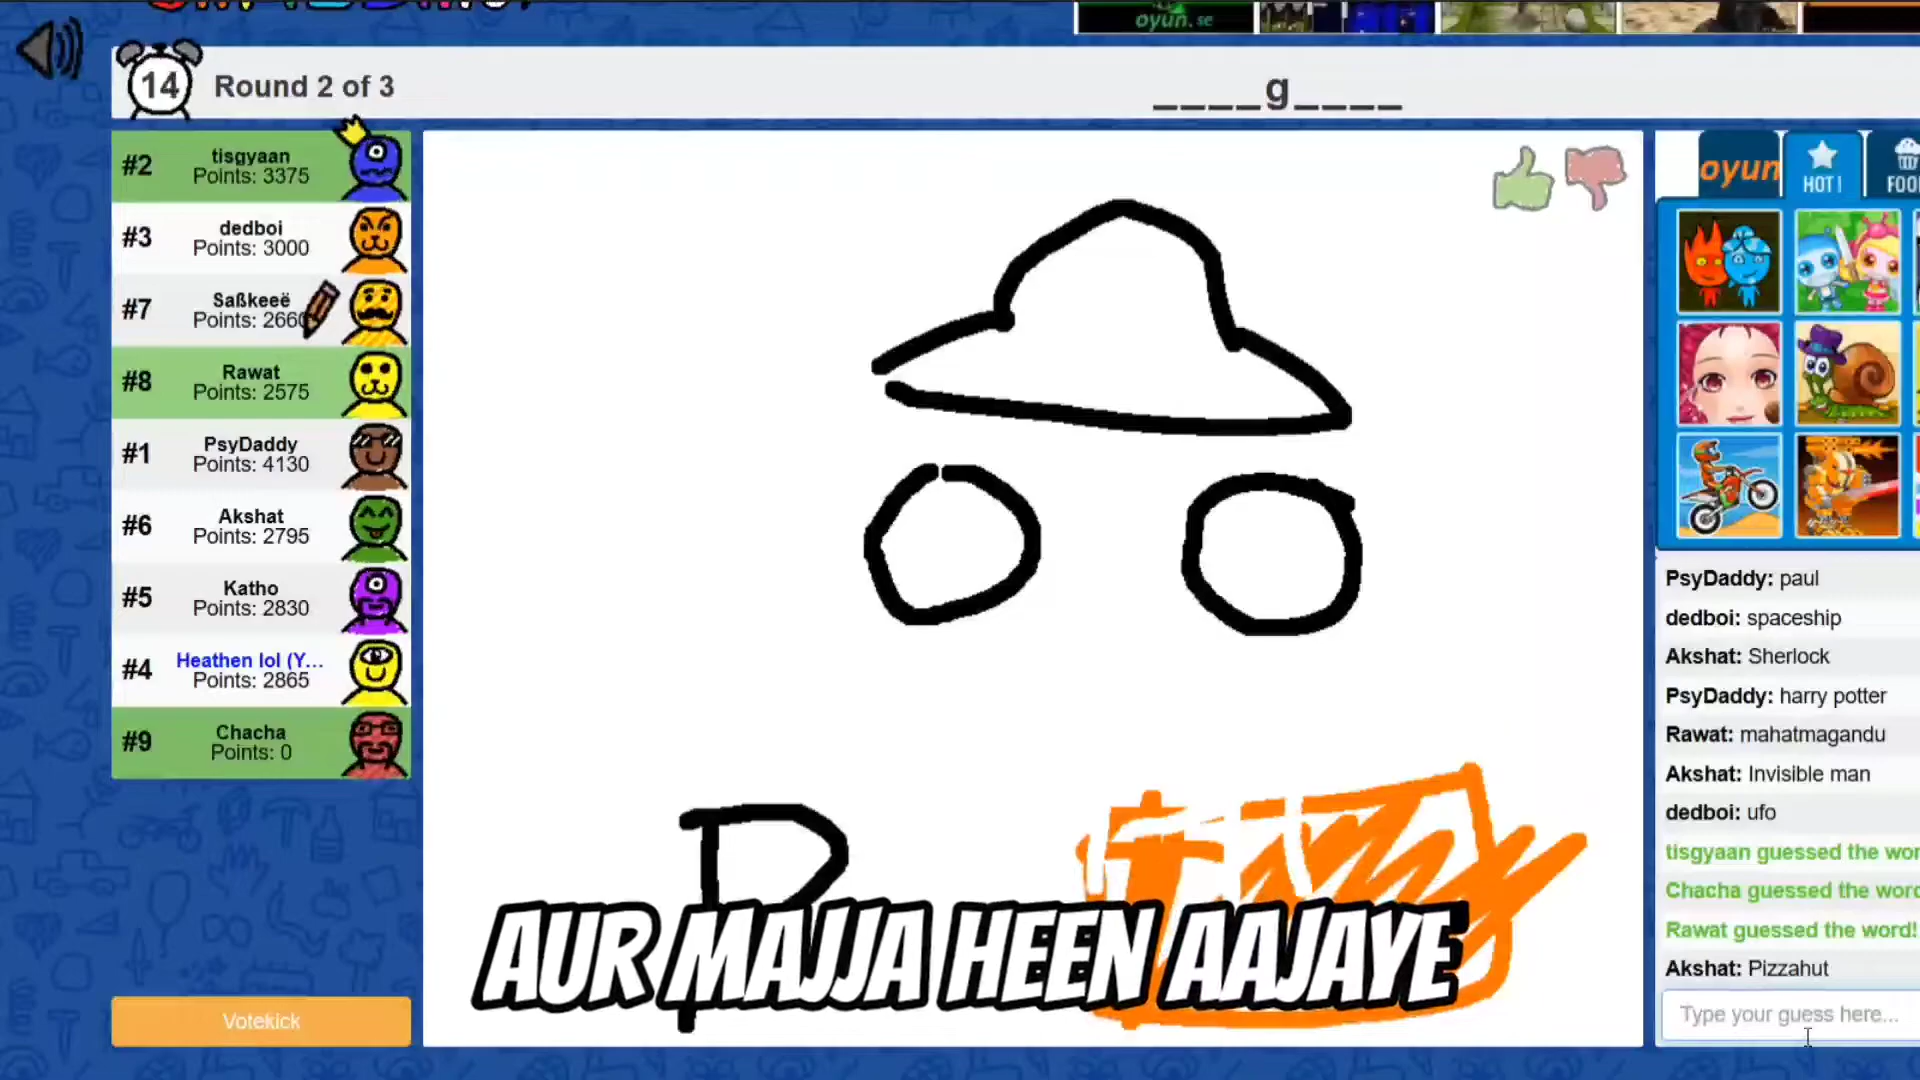 oyun.se
14
Round 2 of 3
____g____
#2
tisgyaan
Points: 3375
#3
dedboi
Points: 3000
#7
Saßkeeë
Points: 2660
#8
Rawat
Points: 2575
#1
PsyDaddy
Points: 4130
#6
Akshat
Points: 2795
#5
Katho
Points: 2830
#4
Heathen lol (Y...
Points: 2865
#9
Chacha
Points: 0
Votekick
P
AUR MAJJA HEEN AAJAYE
oyun
HOT!
FOO
PsyDaddy: paul
dedboi: spaceship
Akshat: Sherlock
PsyDaddy: harry potter
Rawat: mahatmagandu
Akshat: Invisible man
dedboi: ufo
tisgyaan guessed the wor
Chacha guessed the word
Rawat guessed the word!
Akshat: Pizzahut
Type your guess here...